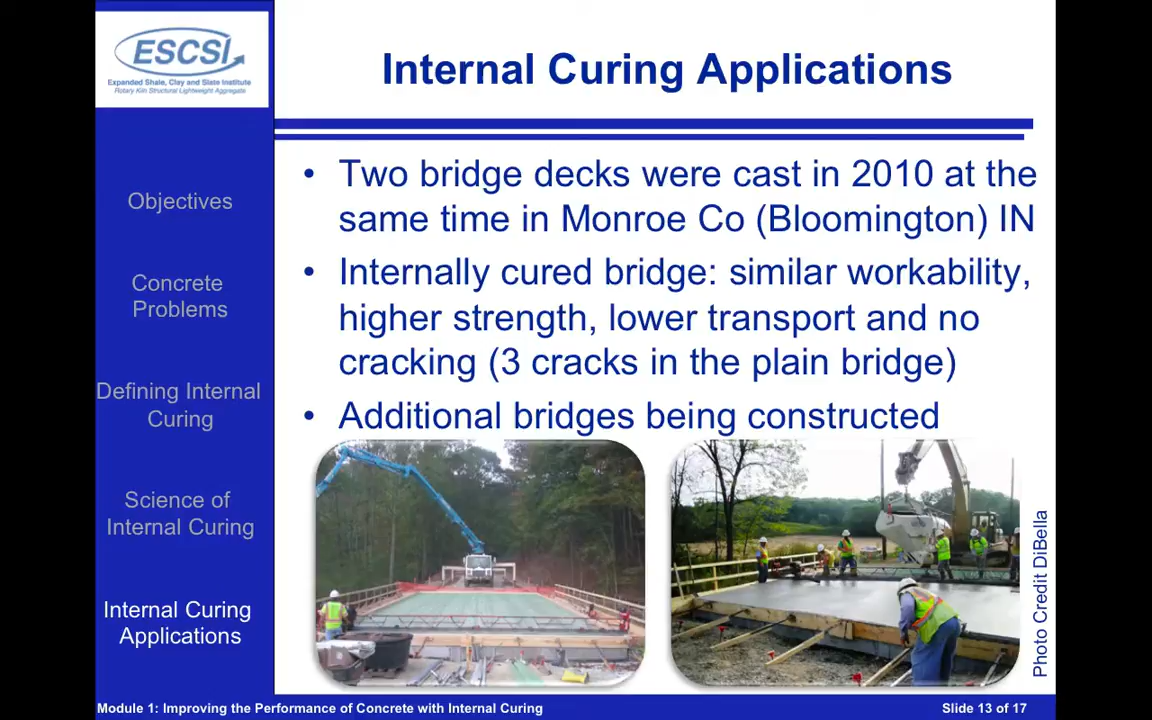 ESCSI
Expanded Shale, Clay and Slate Institute
Rotary Kiln Structural Lightweight Aggregate
Internal Curing Applications
Objectives
Concrete
Problems
Defining Internal
Curing
Science of
Internal Curing
Internal Curing
Applications
• Two bridge decks were cast in 2010 at the
same time in Monroe Co (Bloomington) IN
• Internally cured bridge: similar workability,
higher strength, lower transport and no
cracking (3 cracks in the plain bridge)
• Additional bridges being constructed
Photo Credit DiBella
Module 1: Improving the Performance of Concrete with Internal Curing
Slide 13 of 17